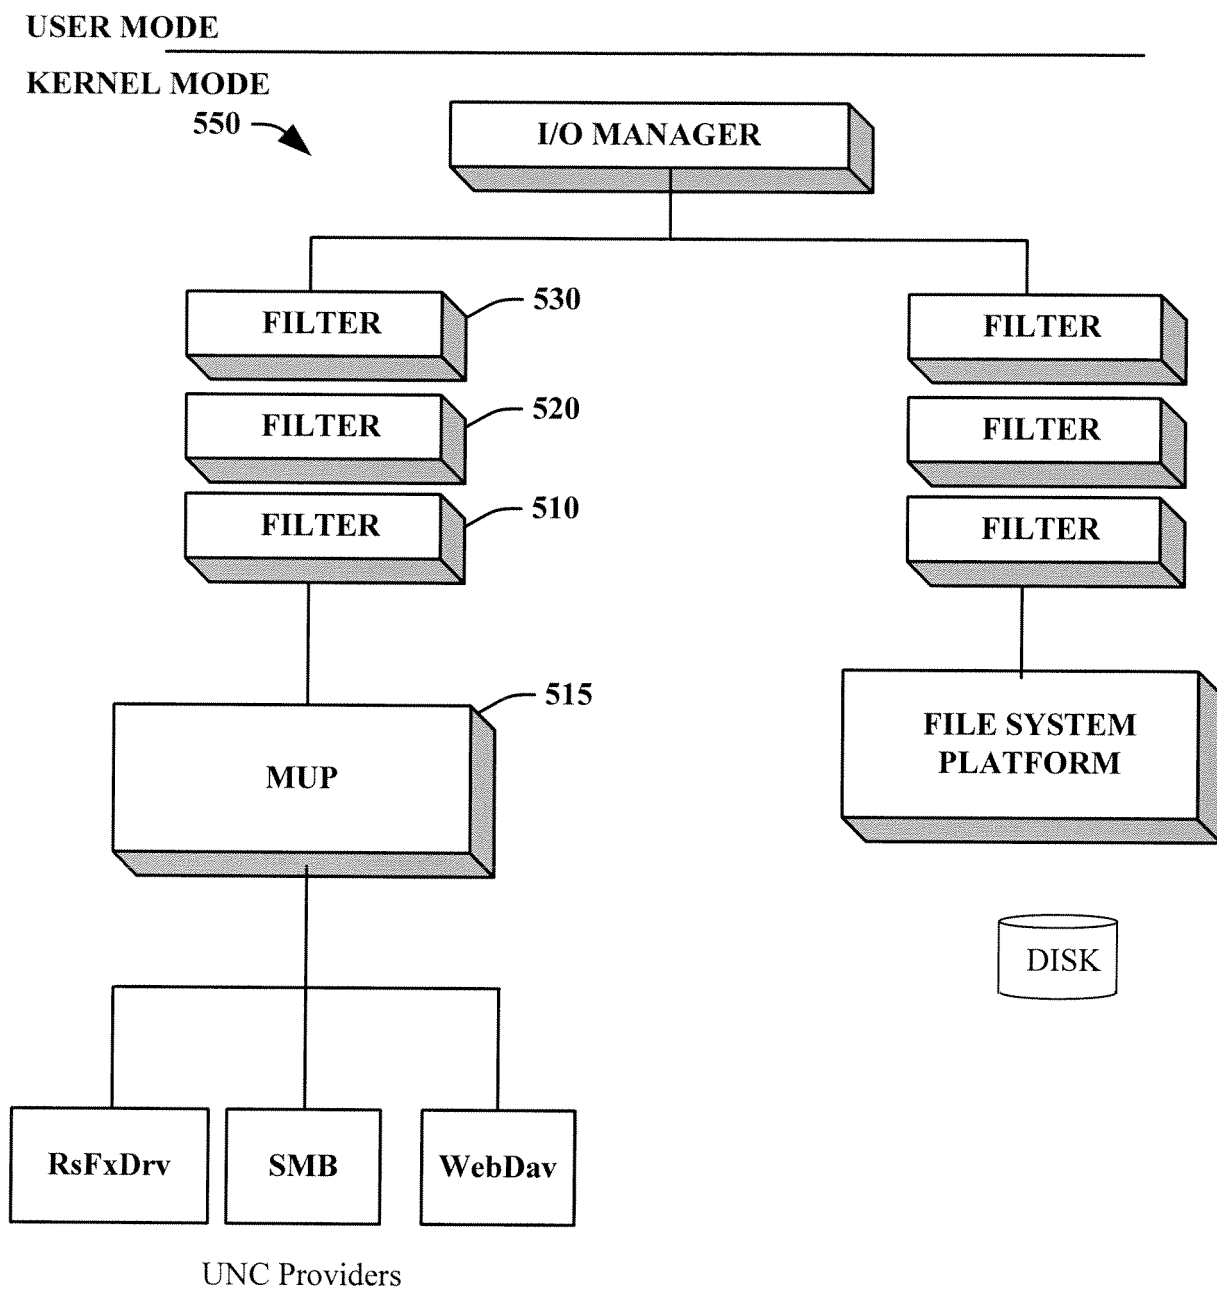 USER MODE
KERNEL MODE
550
I/O MANAGER
FILTER
530
FILTER
520
FILTER
510
FILTER
FILTER
FILTER
515
MUP
FILE SYSTEM
PLATFORM
DISK
RsFxDrv
SMB
WebDav
UNC Providers